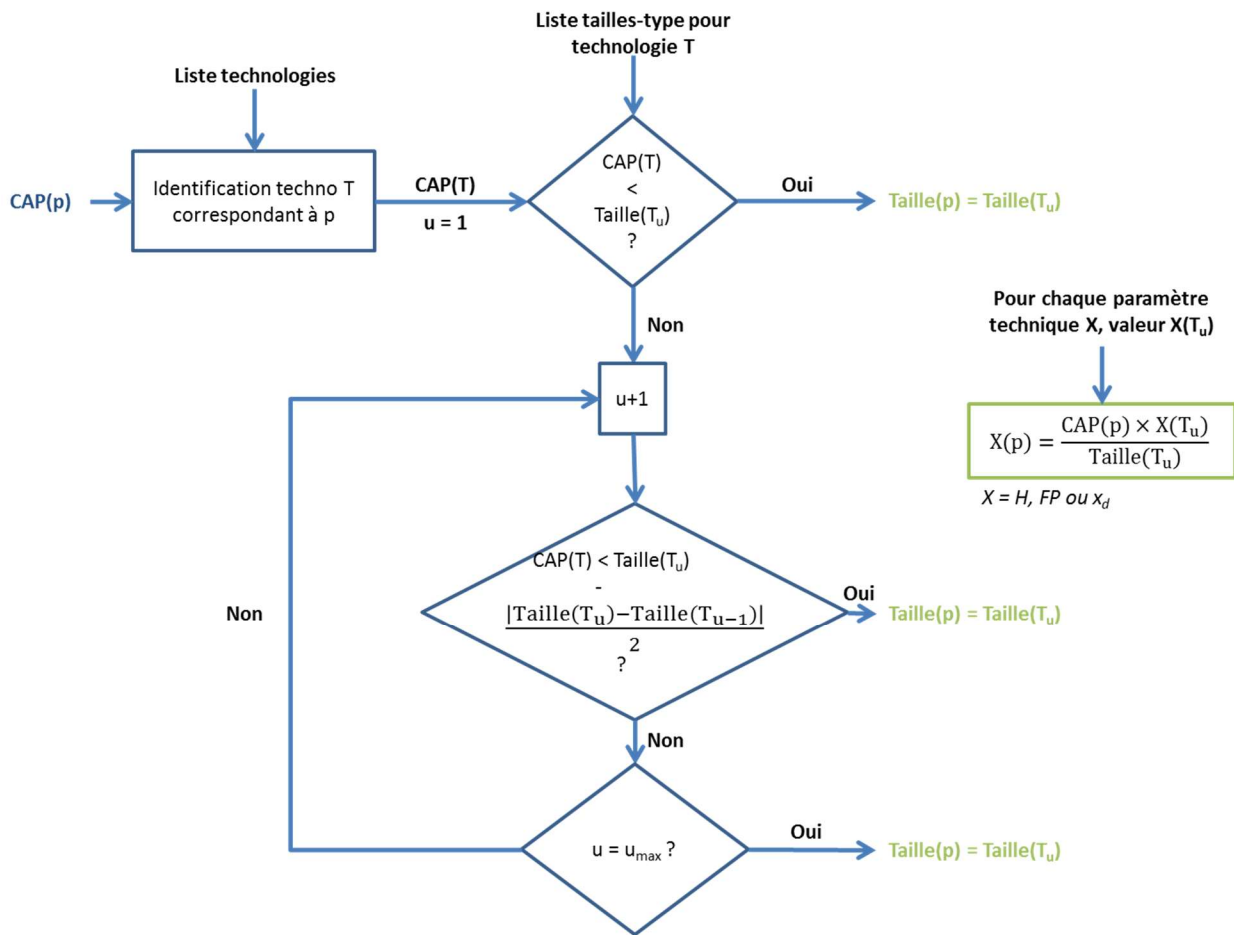 Liste tailles-type pour
technologie T
Liste technologies
CAP(p)
Identification techno T
correspondant à p
CAP(T)
u = 1
CAP(T)
<
Taille(Tu)
?
Oui
Taille(p) = Taille(Tu)
Non
Pour chaque paramètre
technique X, valeur X(Tu)
u+1
X(p) = CAP(p) × X(Tu) / Taille(Tu)
X = H, FP ou xd
CAP(T) < Taille(Tu)
-
|Taille(Tu)−Taille(Tu−1)|
2
?
Oui
Taille(p) = Taille(Tu)
Non
Non
u = umax ?
Oui
Taille(p) = Taille(Tu)